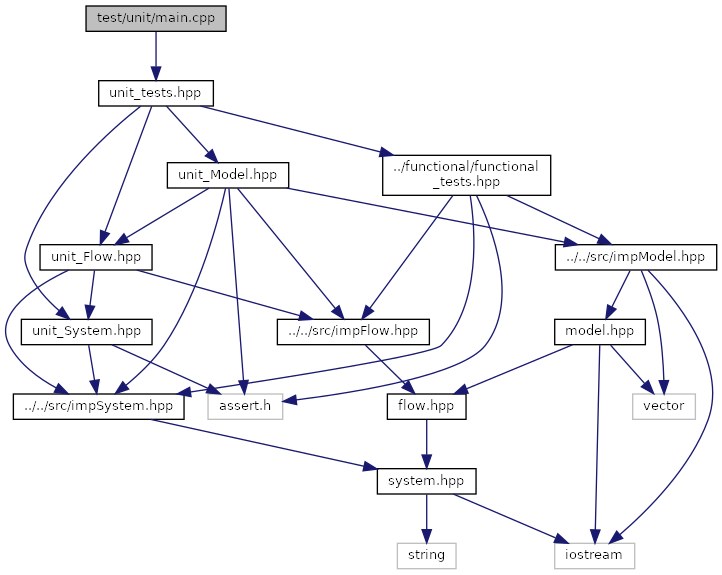 test/unit/main.cpp
unit_tests.hpp
../functional/functional
_tests.hpp
unit_Model.hpp
unit_Flow.hpp
../../src/impModel.hpp
unit_System.hpp
../../src/impFlow.hpp
model.hpp
../../src/impSystem.hpp
assert.h
flow.hpp
vector
system.hpp
string
iostream